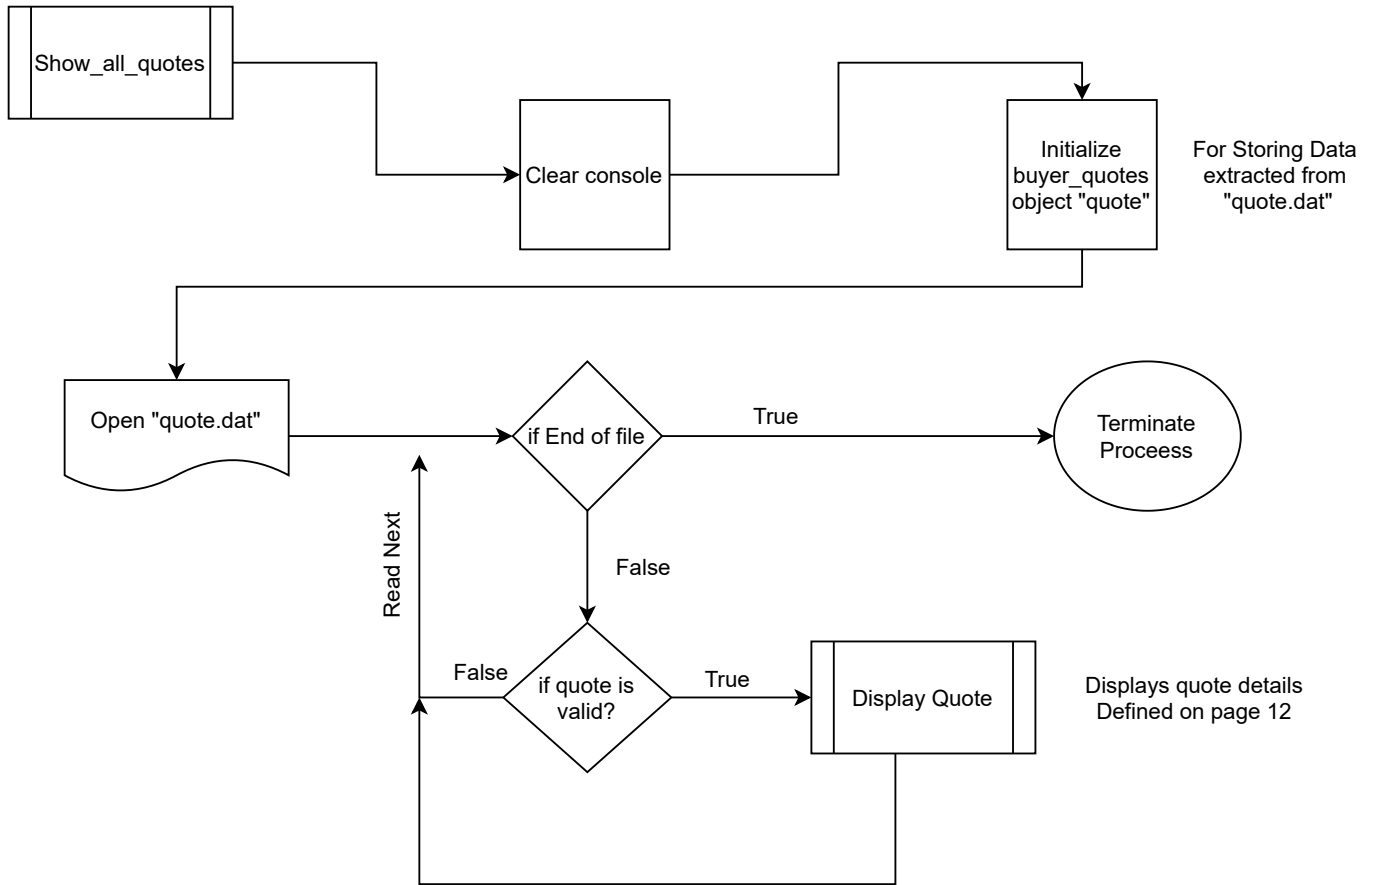 Show_all_quotes
Clear console
Initialize
buyer_quotes
object "quote"
For Storing Data
extracted from
"quote.dat"
Open "quote.dat"
if End of file
True
Terminate
Proceess
Read Next
False
False
if quote is
valid?
True
Display Quote
Displays quote details
Defined on page 12